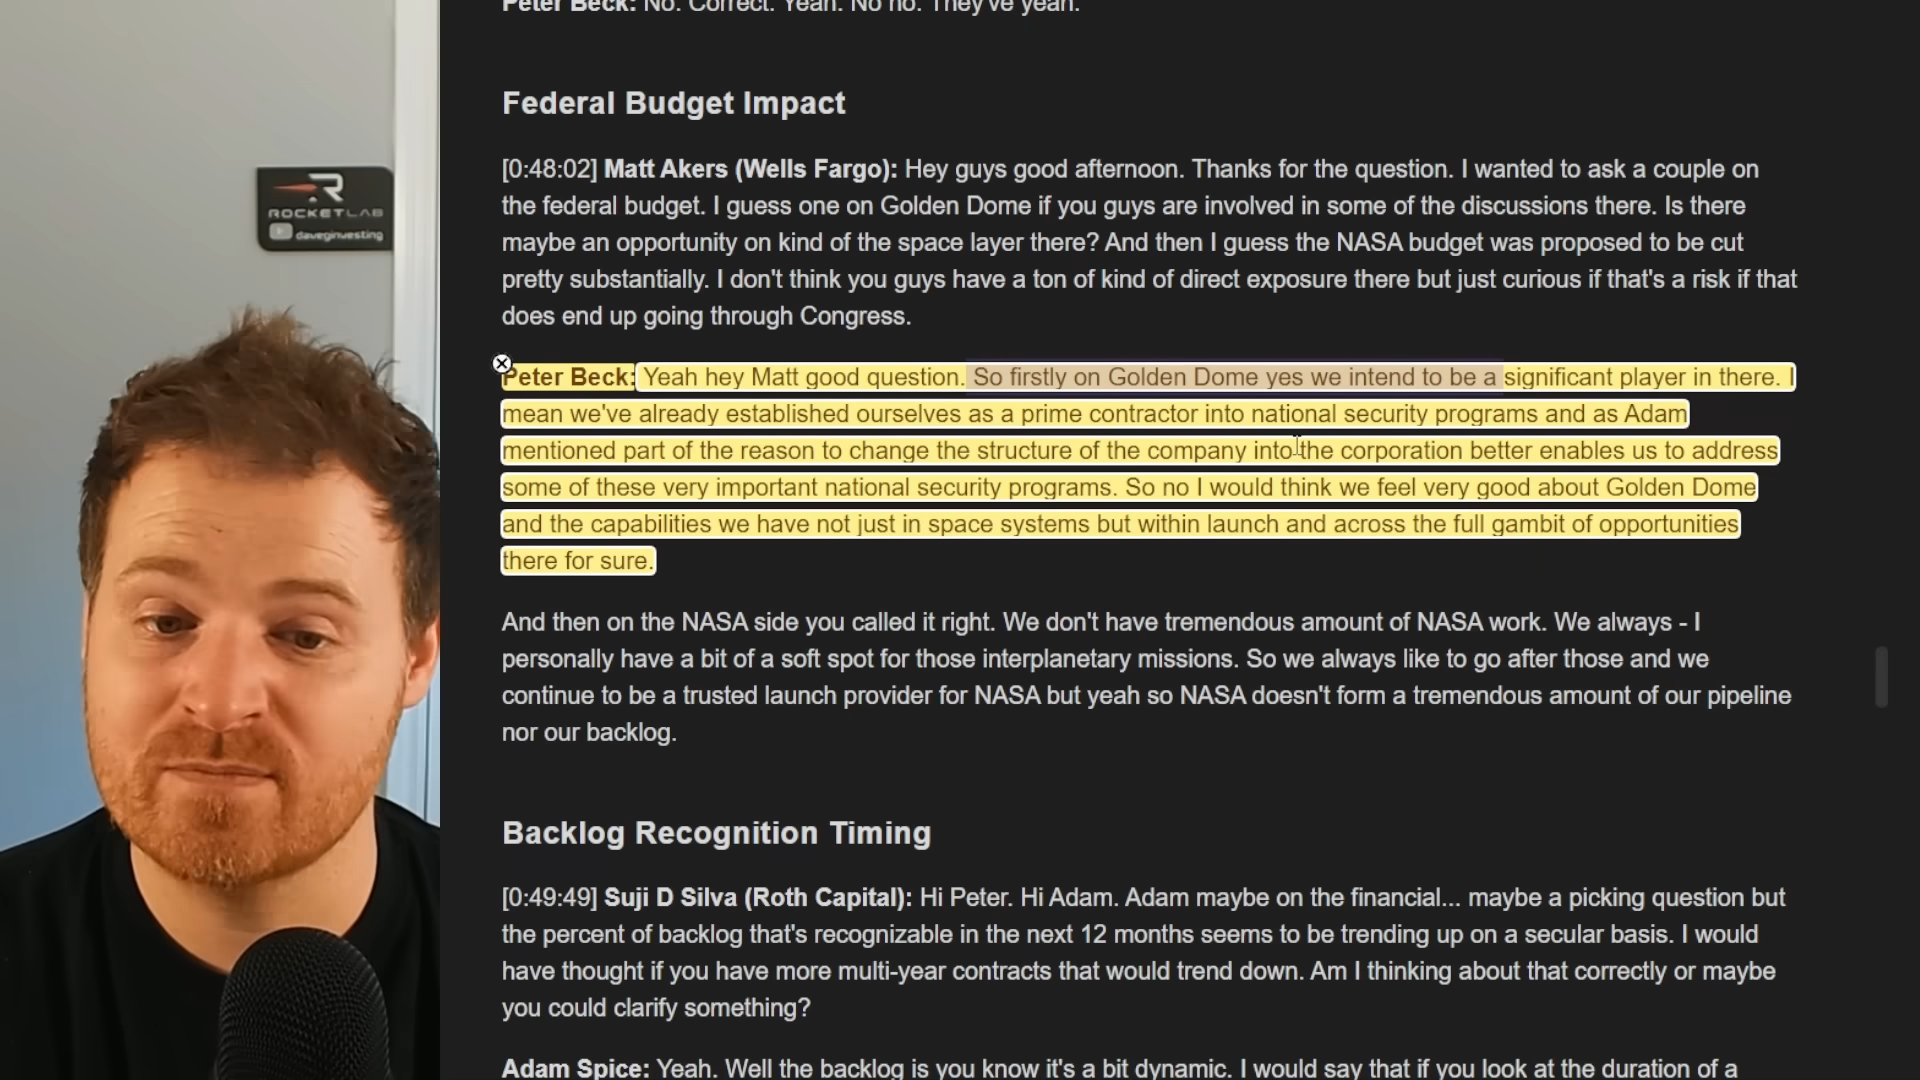 ROCKETLAB
daveginvesting
Peter Beck: No. Correct. Yeah. No no. They've yeah.
Federal Budget Impact
[0:48:02] Matt Akers (Wells Fargo): Hey guys good afternoon. Thanks for the question. I wanted to ask a couple on
the federal budget. I guess one on Golden Dome if you guys are involved in some of the discussions there. Is there
maybe an opportunity on kind of the space layer there? And then I guess the NASA budget was proposed to be cut
pretty substantially. I don't think you guys have a ton of kind of direct exposure there but just curious if that's a risk if that
does end up going through Congress.
Peter Beck: Yeah hey Matt good question. So firstly on Golden Dome yes we intend to be a significant player in there. I
mean we've already established ourselves as a prime contractor into national security programs and as Adam
mentioned part of the reason to change the structure of the company into the corporation better enables us to address
some of these very important national security programs. So no I would think we feel very good about Golden Dome
and the capabilities we have not just in space systems but within launch and across the full gambit of opportunities
there for sure.
And then on the NASA side you called it right. We don't have tremendous amount of NASA work. We always - I
personally have a bit of a soft spot for those interplanetary missions. So we always like to go after those and we
continue to be a trusted launch provider for NASA but yeah so NASA doesn't form a tremendous amount of our pipeline
nor our backlog.
Backlog Recognition Timing
[0:49:49] Suji D Silva (Roth Capital): Hi Peter. Hi Adam. Adam maybe on the financial... maybe a picking question but
the percent of backlog that's recognizable in the next 12 months seems to be trending up on a secular basis. I would
have thought if you have more multi-year contracts that would trend down. Am I thinking about that correctly or maybe
you could clarify something?
Adam Spice: Yeah. Well the backlog is you know it's a bit dynamic. I would say that if you look at the duration of a